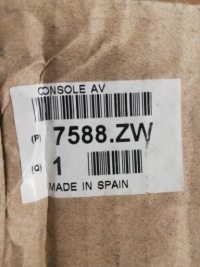 CONSOLE AV
(P) 7588.ZW
(Q) 1
MADE IN SPAIN